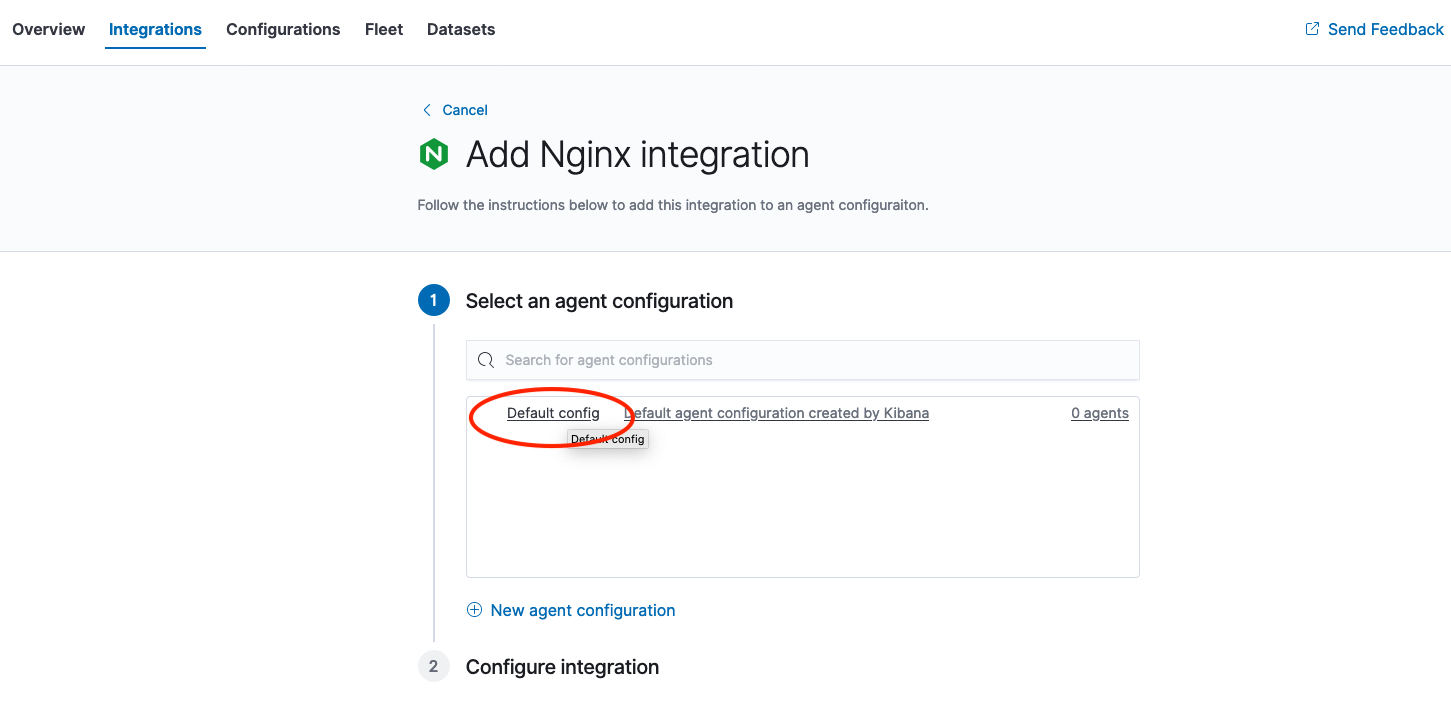 Overview Integrations Configurations Fleet Datasets Send Feedback
Cancel
N Add Nginx integration
Follow the instructions below to add this integration to an agent configuraiton.
1 Select an agent configuration
Search for agent configurations
Default config Default agent configuration created by Kibana 0 agents
Default config
New agent configuration
2 Configure integration